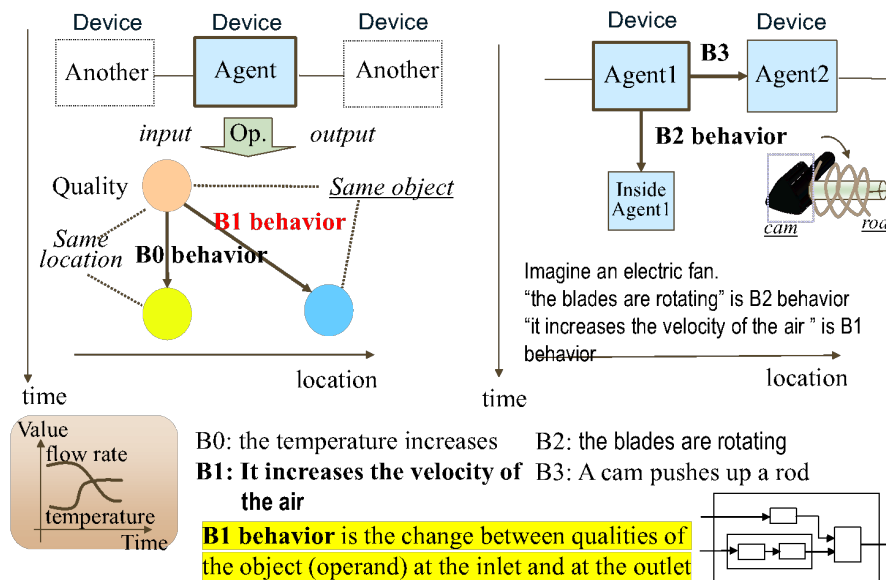 Device
Device
Device
Another
Agent
Another
input
Op.
output
Quality
Same object
B1 behavior
Same
location
B0 behavior
location
time
Device
Device
B3
Agent1
Agent2
B2 behavior
Inside
Agent1
cam
rod
Imagine an electric fan.
“the blades are rotating” is B2 behavior
“it increases the velocity of the air ” is B1
behavior
location
time
Value
flow rate
temperature
Time
B0: the temperature increases
B1: It increases the velocity of
the air
B2: the blades are rotating
B3: A cam pushes up a rod
B1 behavior is the change between qualities of
the object (operand) at the inlet and at the outlet